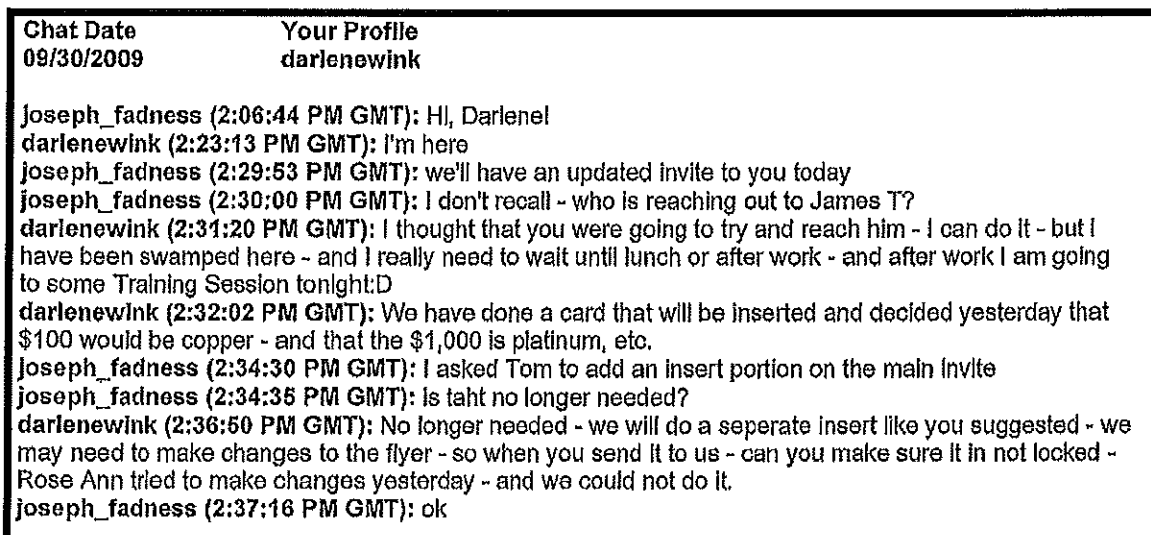 Chat Date Your Profile
09/30/2009 darlenewink
joseph_fadness (2:06:44 PM GMT): Hi, Darlene!
darlenewink (2:23:13 PM GMT): I'm here
joseph_fadness (2:29:53 PM GMT): we'll have an updated invite to you today
joseph_fadness (2:30:00 PM GMT): I don't recall - who is reaching out to James T?
darlenewink (2:31:20 PM GMT): I thought that you were going to try and reach him - I can do it - but I
have been swamped here - and I really need to wait until lunch or after work - and after work I am going
to some Training Session tonight:D
darlenewink (2:32:02 PM GMT): We have done a card that will be inserted and decided yesterday that
$100 would be copper - and that the $1,000 is platinum, etc.
joseph_fadness (2:34:30 PM GMT): I asked Tom to add an insert portion on the main invite
joseph_fadness (2:34:35 PM GMT): is taht no longer needed?
darlenewink (2:36:50 PM GMT): No longer needed - we will do a seperate insert like you suggested - we
may need to make changes to the flyer - so when you send it to us - can you make sure it in not locked -
Rose Ann tried to make changes yesterday - and we could not do it.
joseph_fadness (2:37:16 PM GMT): ok